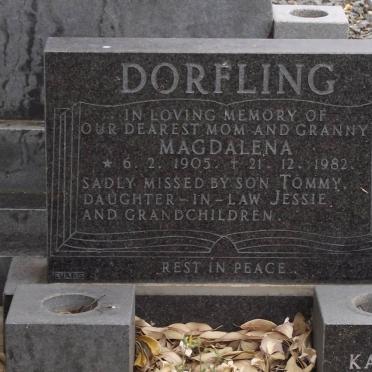 DORFLING
IN LOVING MEMORY OF
OUR DEAREST MOM AND GRANNY
MAGDALENA
* 6. 2. 1905. + 21. 12. 1982.
SADLY MISSED BY SON TOMMY,
DAUGHTER-IN-LAW JESSIE,
AND GRANDCHILDREN.
REST IN PEACE.
KA